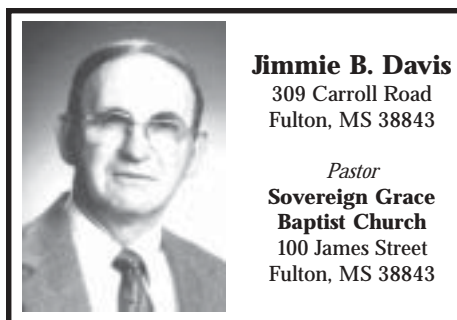 Jimmie B. Davis
309 Carroll Road
Fulton, MS 38843
Pastor
Sovereign Grace
Baptist Church
100 James Street
Fulton, MS 38843